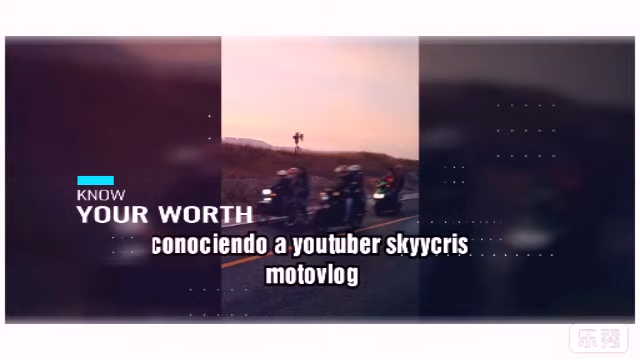 KNOW
YOUR WORTH
conociendo a youtuber skyycris
motovlog
乐秀